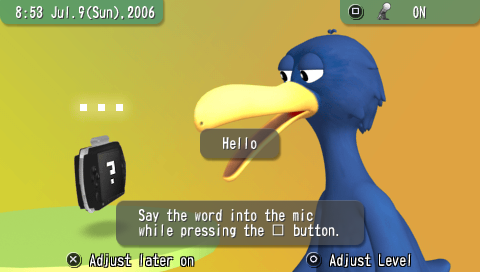 8:53 Jul.9(Sun).2006
ON
?
Hello
Say the word into the mic
while pressing the □ button.
Adjust later on
Adjust Level